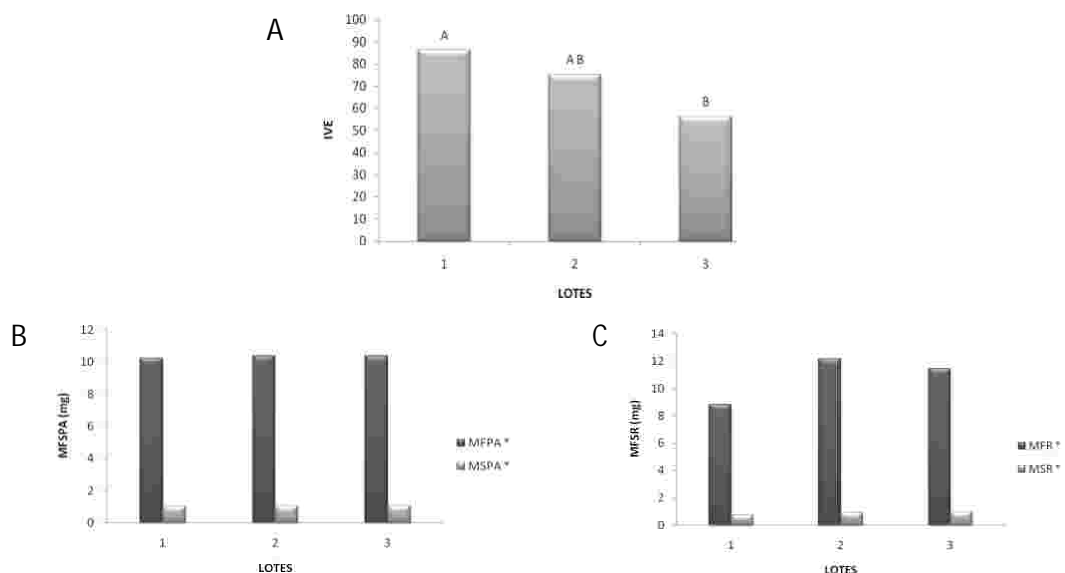 A
100
90
80
70
60
50
40
30
20
10
0
IVE
A
A B
B
1 2 3
LOTES
B
12
10
8
6
4
2
0
MFSPA (mg)
1 2 3
LOTES
MFPA *
MSPA *
C
14
12
10
8
6
4
2
0
MFSR (mg)
1 2 3
LOTES
MFR *
MSR *